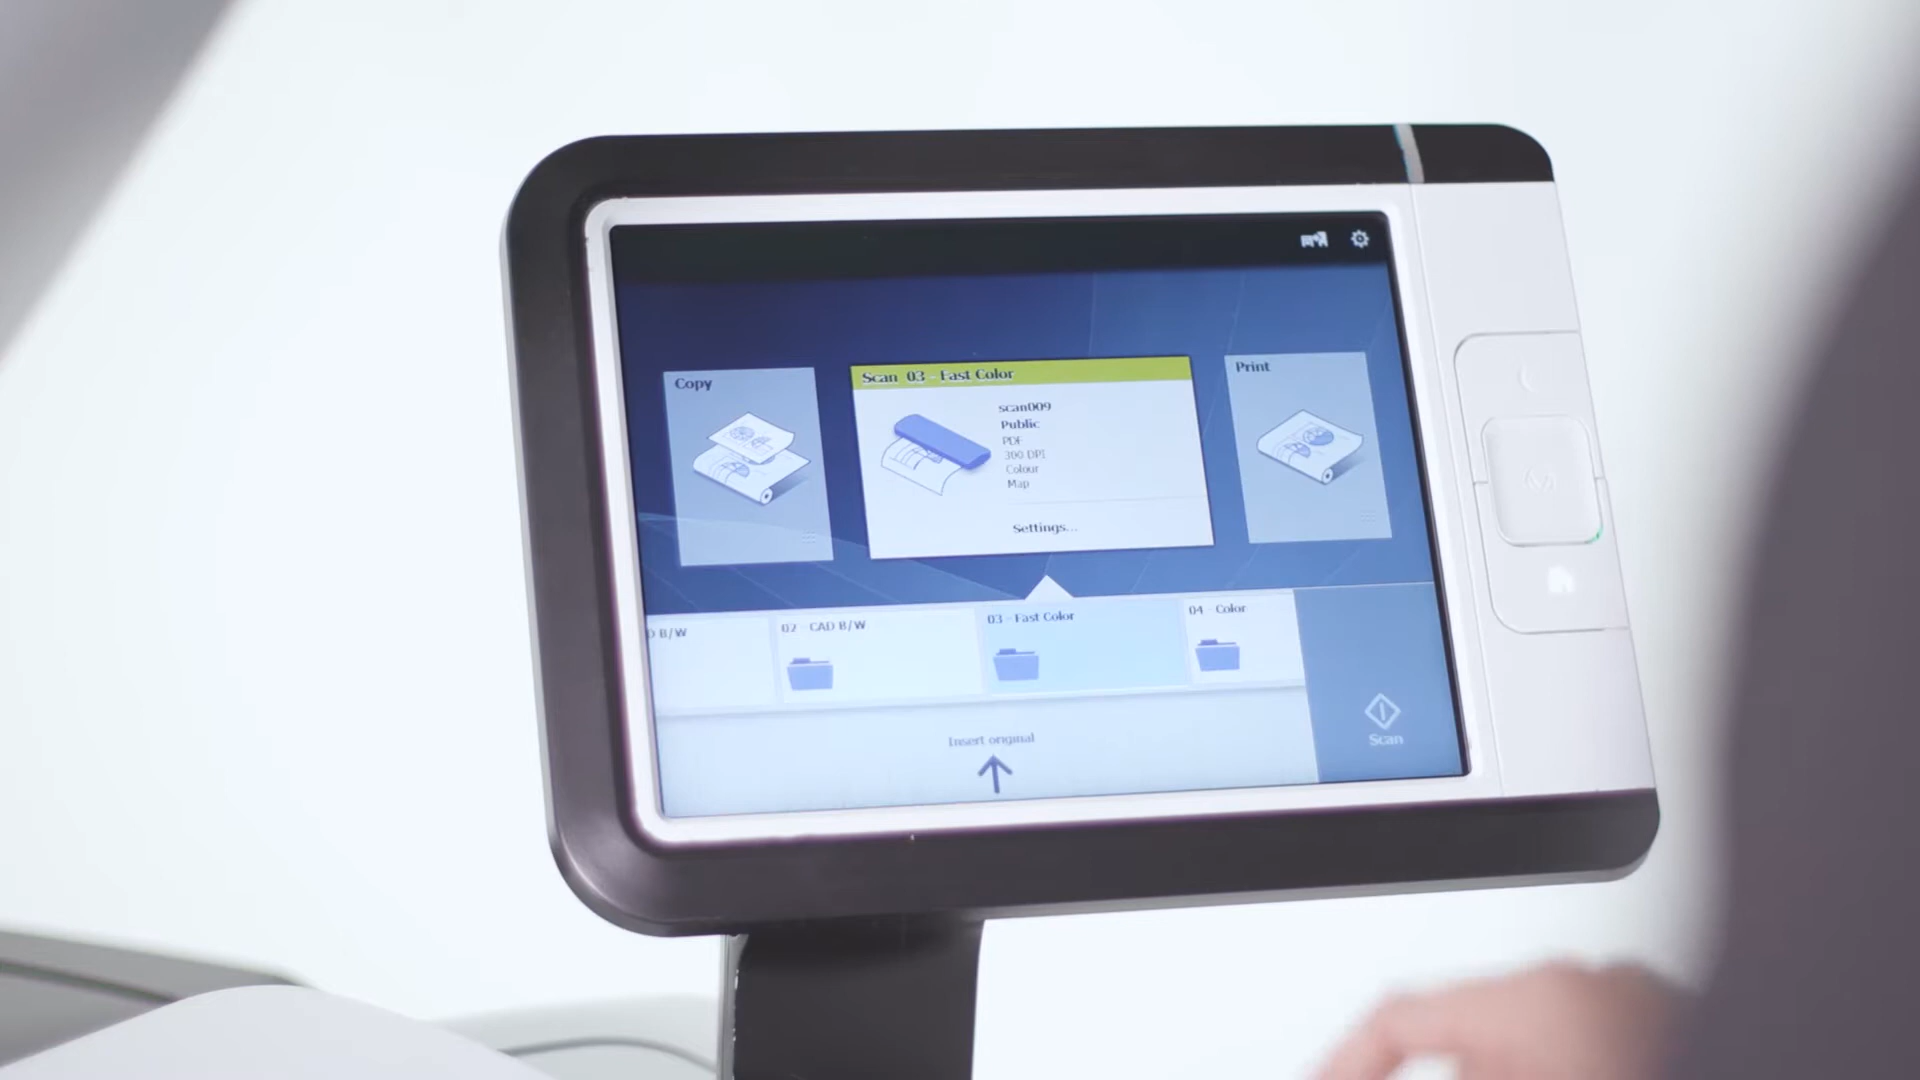 Copy
Scan 03 - Fast Color
scan009
Public
PDF
300 DPI
Colour
Map
Settings...
Print
D B/W
02 - CAD B/W
03 - Fast Color
04 - Color
Insert original
Scan